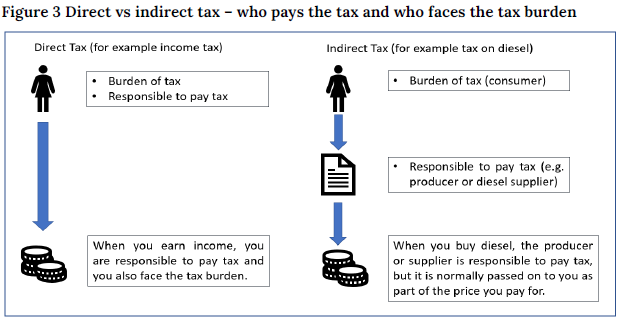 Figure 3 Direct vs indirect tax – who pays the tax and who faces the tax burden
Direct Tax (for example income tax)
• Burden of tax
• Responsible to pay tax
When you earn income, you
are responsible to pay tax and
you also face the tax burden.
Indirect Tax (for example tax on diesel)
• Burden of tax (consumer)
• Responsible to pay tax (e.g.
producer or diesel supplier)
When you buy diesel, the producer
or supplier is responsible to pay tax,
but it is normally passed on to you as
part of the price you pay for.